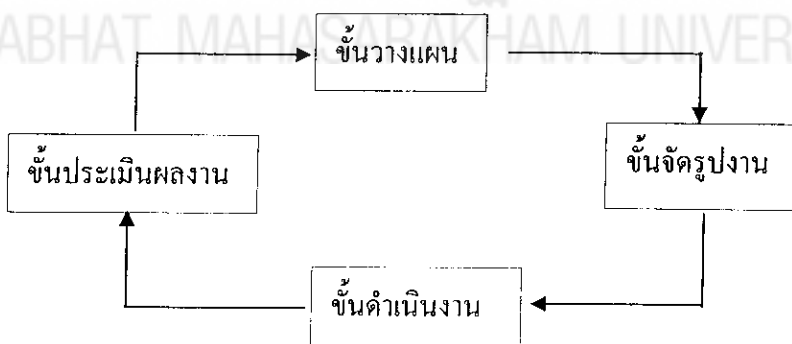 ABHAT MAHASARAKHAM UNIVER
ขั้นวางแผน
ขั้นจัดรูปงาน
ขั้นประเมินผลงาน
ขั้นดำเนินงาน